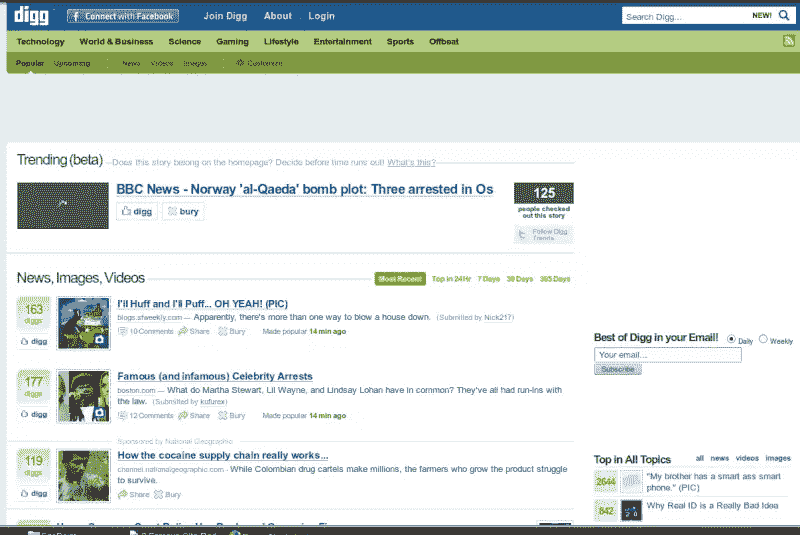 digg Connect with Facebook Join Digg About Login Search Digg... NEW!
Technology World & Business Science Gaming Lifestyle Entertainment Sports Offbeat
Popular Upcoming News Videos Images Customize
Trending (beta) Does this story belong on the homepage? Decide before time runs out! What's this?
BBC News - Norway 'al-Qaeda' bomb plot: Three arrested in Os
digg bury
125
people checked
out this story
Follow Digg
Trends
News, Images, Videos Most Recent Top in 24Hr 7 Days 30 Days 365 Days
163
diggs
digg
I'll Huff and I'll Puff... OH YEAH! (PIC)
blogs.sfweekly.com — Apparently, there's more than one way to blow a house down. (Submitted by Nick217)
10 Comments Share Bury Made popular 14 min ago
177
diggs
digg
Famous (and infamous) Celebrity Arrests
boston.com — What do Martha Stewart, Lil Wayne, and Lindsay Lohan have in common? They've all had run-ins with
the law. (Submitted by kufurex)
12 Comments Share Bury Made popular 14 min ago
Sponsored by National Geographic
119
diggs
digg
How the cocaine supply chain really works...
channel.nationalgeographic.com - While Colombian drug cartels make millions, the farmers who grow the product struggle
to survive.
Share Bury
Best of Digg in your Email! Daily Weekly
Your email...
Subscribe
Top in All Topics all news videos images
2644 "My brother has a smart ass smart
phone." (PIC)
842 Why Real ID is a Really Bad Idea